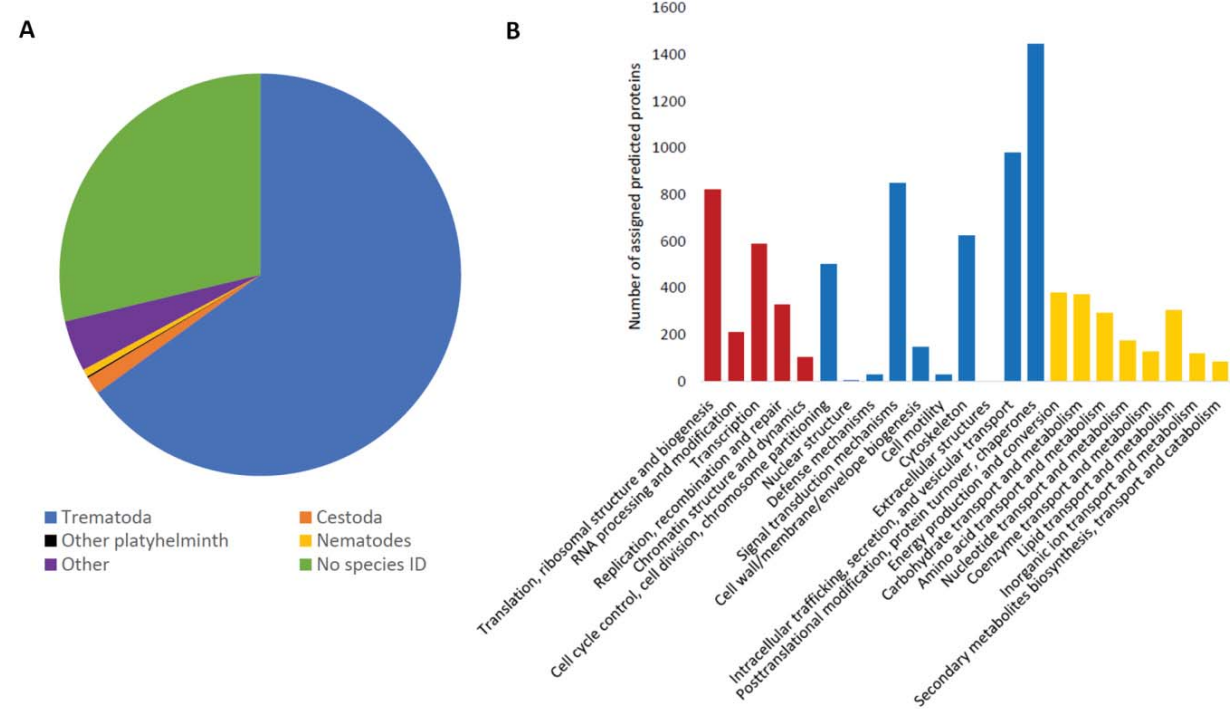 A
Trematoda
Cestoda
Other platyhelminth
Nematodes
Other
No species ID
B
Number of assigned predicted proteins
1600
1400
1200
1000
800
600
400
200
0
Translation, ribosomal structure and biogenesis
RNA processing and modification
Transcription
Replication, recombination and repair
Chromatin structure and dynamics
Cell cycle control, cell division, chromosome partitioning
Nuclear structure
Defense mechanisms
Signal transduction mechanisms
Cell wall/membrane/envelope biogenesis
Cell motility
Cytoskeleton
Extracellular structures
Intracellular trafficking, secretion, and vesicular transport
Posttranslational modification, protein turnover, chaperones
Energy production and conversion
Carbohydrate transport and metabolism
Amino acid transport and metabolism
Nucleotide transport and metabolism
Coenzyme transport and metabolism
Lipid transport and metabolism
Inorganic ion transport and metabolism
Secondary metabolites biosynthesis, transport and catabolism